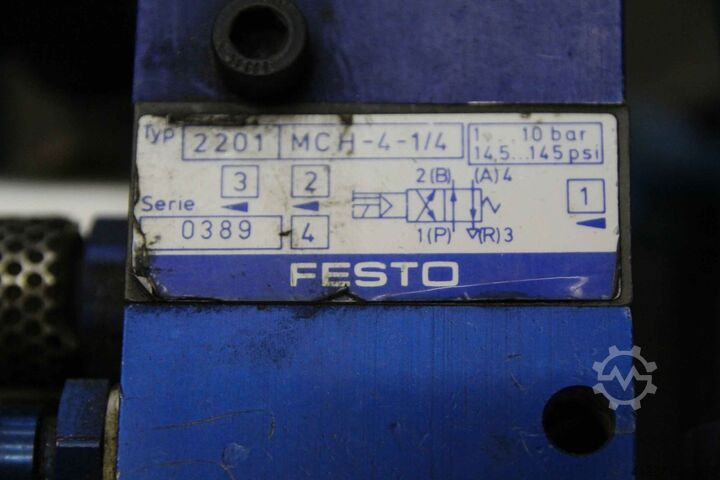 Typ 2201 MCH-4-1/4 1...10 bar
14,5...145 psi
3 2 2(B) (A)4 1
Serie
0389 4 1(P) (R)3
FESTO